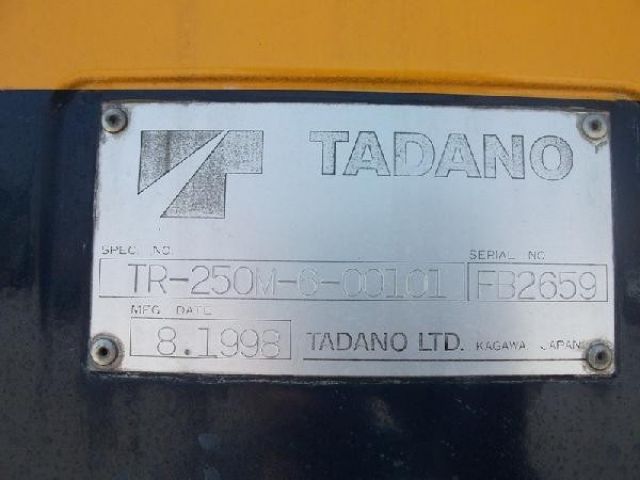 TADANO
SPEC. NO.
SERIAL NO
TR-250M-6-00101
FB2659
MFG. DATE
8.1998
TADANO LTD. KAGAWA, JAPAN